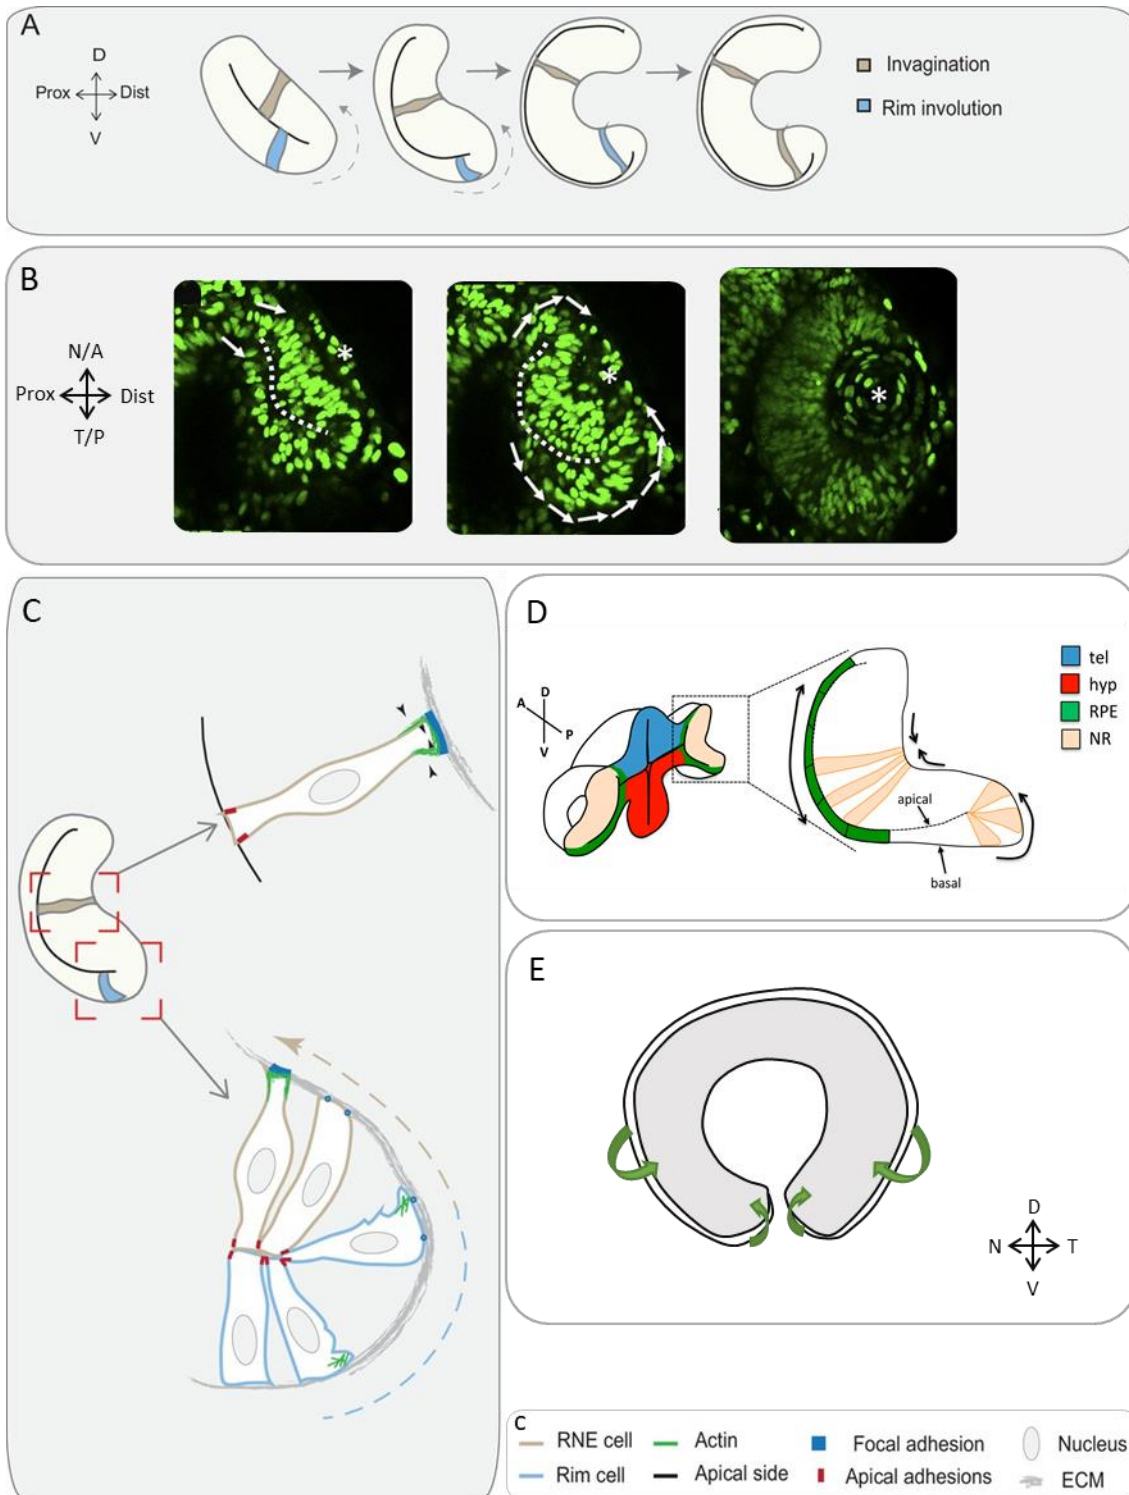 A
D
Prox
Dist
V
Invagination
Rim involution
B
N/A
Prox
Dist
T/P
*
*
*
C
D
A
D
P
V
tel
hyp
RPE
NR
apical
basal
E
D
N
T
V
C
RNE cell
Actin
Focal adhesion
Nucleus
Rim cell
Apical side
Apical adhesions
ECM